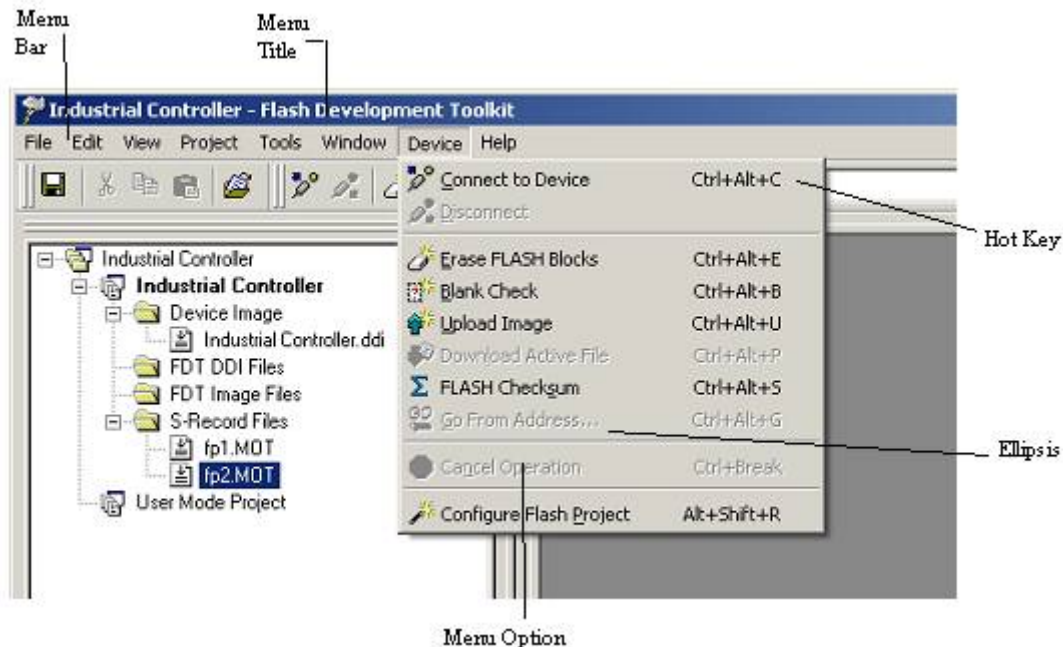 Menu
Bar
Menu
Title
Industrial Controller - Flash Development Toolkit
File Edit View Project Tools Window Device Help
Connect to Device Ctrl+Alt+C
Disconnect
Hot Key
Erase FLASH Blocks Ctrl+Alt+E
Blank Check Ctrl+Alt+B
Upload Image Ctrl+Alt+U
Download Active File Ctrl+Alt+P
FLASH Checksum Ctrl+Alt+S
Go From Address... Ctrl+Alt+G
Ellipsis
Cancel Operation Ctrl+Break
Configure Flash Project Alt+Shift+R
Industrial Controller
Industrial Controller
Device Image
Industrial Controller.ddi
FDT DDI Files
FDT Image Files
S-Record Files
fp1.MOT
fp2.MOT
User Mode Project
Menu Option